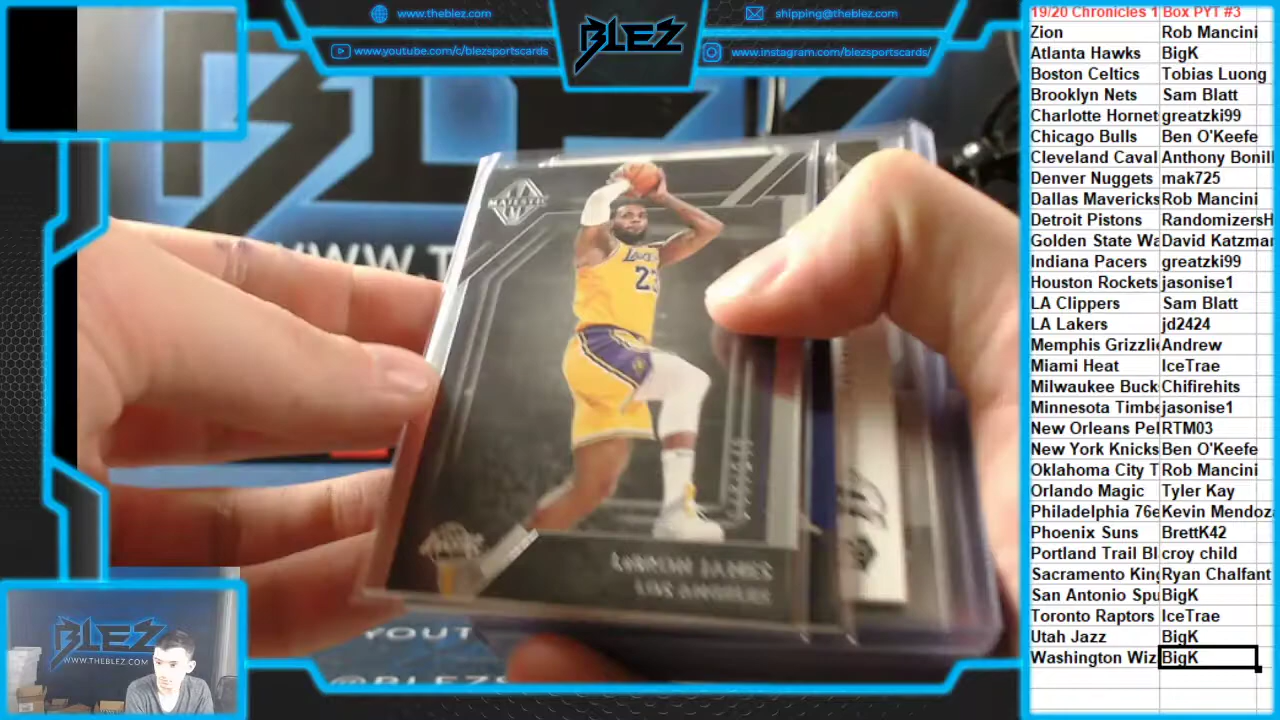 www.theblez.com
www.youtube.com/c/blezsportscards
BLEZ
shipping@theblez.com
www.instagram.com/blezsportscards/
WWW.T
MAJESTIC
M
23
LEBRON JAMES
LOS ANGELES
YOUT
@BLEZS
BLEZ
WWW.THEBLEZ.COM
19/20 Chronicles 1 Box PYT #3
Zion Rob Mancini
Atlanta Hawks BigK
Boston Celtics Tobias Luong
Brooklyn Nets Sam Blatt
Charlotte Hornet greatzki99
Chicago Bulls Ben O'Keefe
Cleveland Caval Anthony Bonill
Denver Nuggets mak725
Dallas Mavericks Rob Mancini
Detroit Pistons RandomizersH
Golden State Wa David Katzmar
Indiana Pacers greatzki99
Houston Rockets jasonise1
LA Clippers Sam Blatt
LA Lakers jd2424
Memphis Grizzlie Andrew
Miami Heat IceTrae
Milwaukee Buck Chifirehits
Minnesota Timbe jasonise1
New Orleans Pel RTM03
New York Knicks Ben O'Keefe
Oklahoma City T Rob Mancini
Orlando Magic Tyler Kay
Philadelphia 76e Kevin Mendoza
Phoenix Suns BrettK42
Portland Trail Bl croy child
Sacramento King Ryan Chalfant
San Antonio Spu BigK
Toronto Raptors IceTrae
Utah Jazz BigK
Washington Wiz BigK